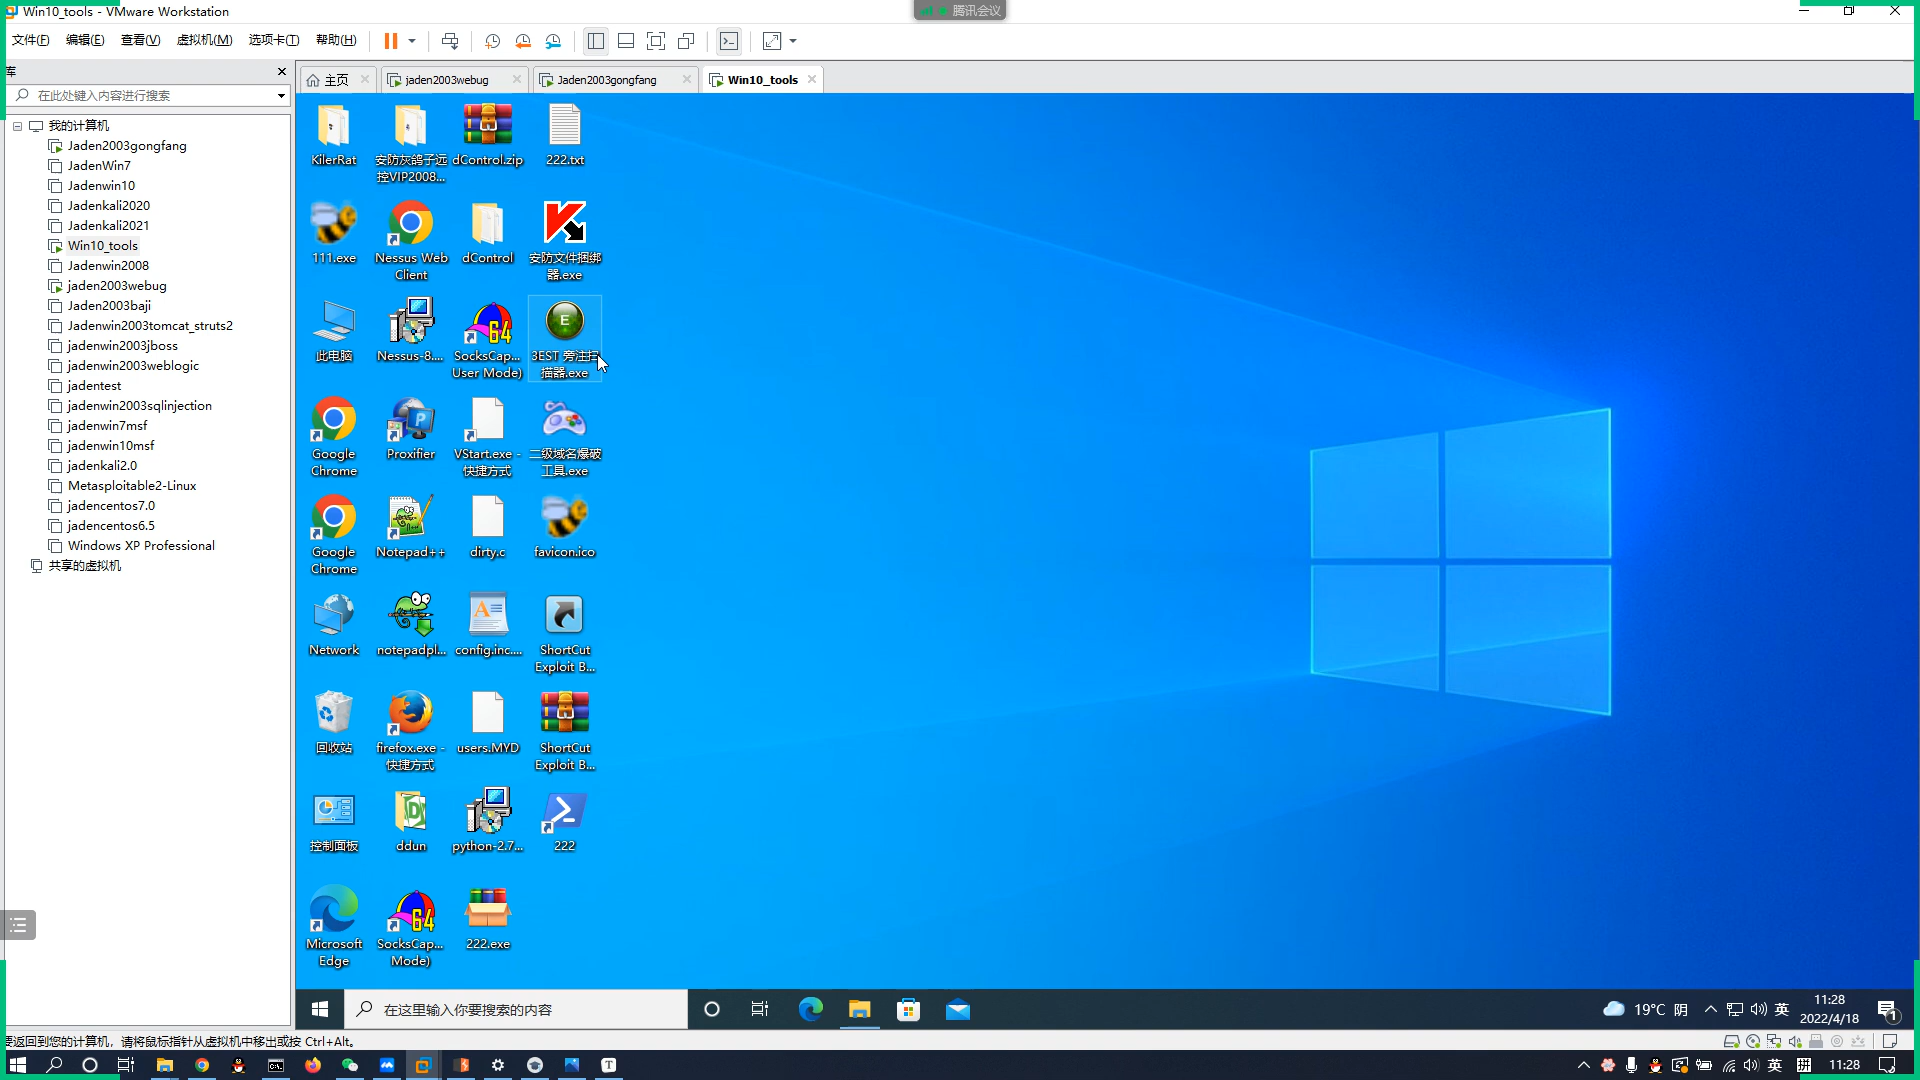 Win10_tools - VMware Workstation
腾讯会议
文件(F) 编辑(E) 查看(V) 虚拟机(M) 选项卡(T) 帮助(H)
库
在此处键入内容进行搜索
主页 jaden2003webug Jaden2003gongfang Win10_tools
我的计算机
Jaden2003gongfang
JadenWin7
Jadenwin10
Jadenkali2020
Jadenkali2021
Win10_tools
Jadenwin2008
jaden2003webug
Jaden2003baji
Jadenwin2003tomcat_struts2
jadenwin2003jboss
jadenwin2003weblogic
jadentest
jadenwin2003sqlinjection
jadenwin7msf
jadenwin10msf
jadenkali2.0
Metasploitable2-Linux
jadencentos7.0
jadencentos6.5
Windows XP Professional
共享的虚拟机
KilerRat
安防灰鸽子远
控VIP2008...
dControl.zip
222.txt
111.exe
Nessus Web
Client
dControl
安防文件捆绑
器.exe
此电脑
Nessus-8....
64
SocksCap...
User Mode)
E
3EST 旁注扫
描器.exe
Google
Chrome
P
Proxifier
VStart.exe -
快捷方式
二级域名爆破
工具.exe
Google
Chrome
Notepad++
dirty.c
favicon.ico
Network
notepadpl...
A
config.inc....
ShortCut
Exploit B...
回收站
firefox.exe -
快捷方式
users.MYD
ShortCut
Exploit B...
控制面板
ddun
python-2.7...
222
Microsoft
Edge
64
SocksCap...
Mode)
222.exe
在这里输入你要搜索的内容
19°C 阴
英
11:28
2022/4/18
1
要返回到您的计算机，请将鼠标指针从虚拟机中移出或按 Ctrl+Alt。
T
英
拼
11:28